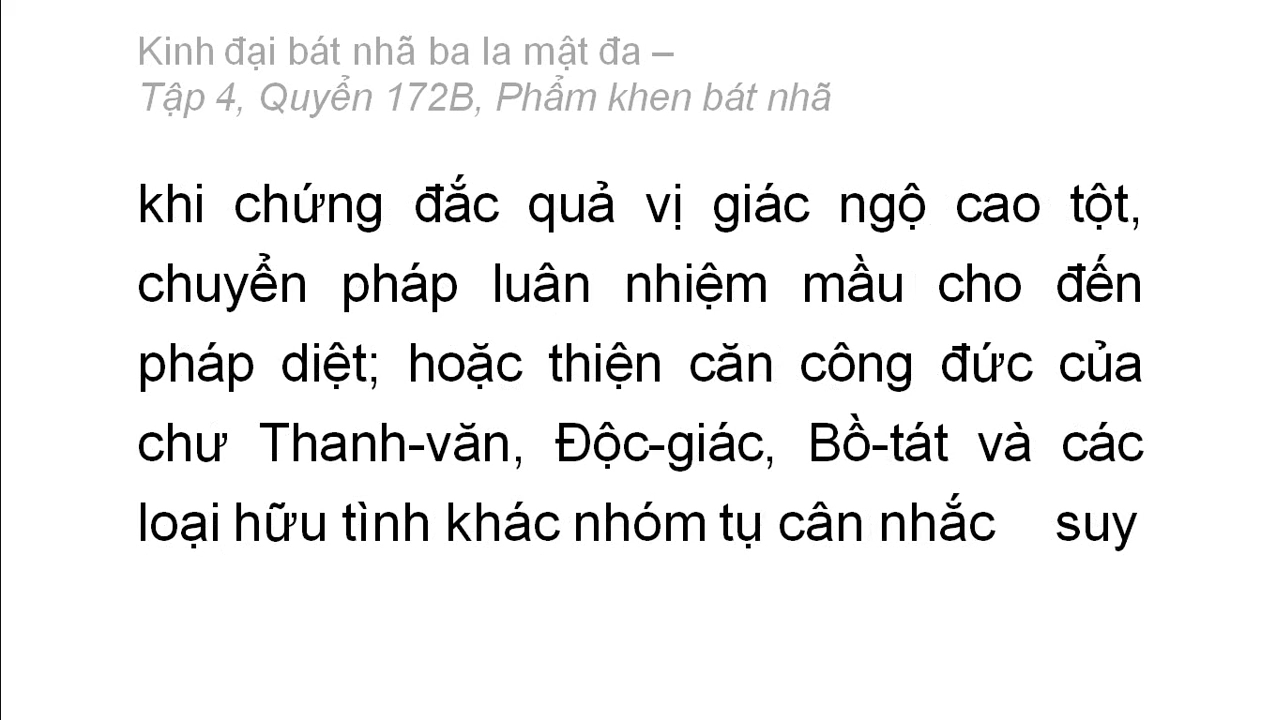 Kinh đại bát nhã ba la mật đa –
Tập 4, Quyển 172B, Phẩm khen bát nhã
khi chứng đắc quả vị giác ngộ cao tột,
chuyển pháp luân nhiệm mầu cho đến
pháp diệt; hoặc thiện căn công đức của
chư Thanh-văn, Độc-giác, Bồ-tát và các
loại hữu tình khác nhóm tụ cân nhắc suy